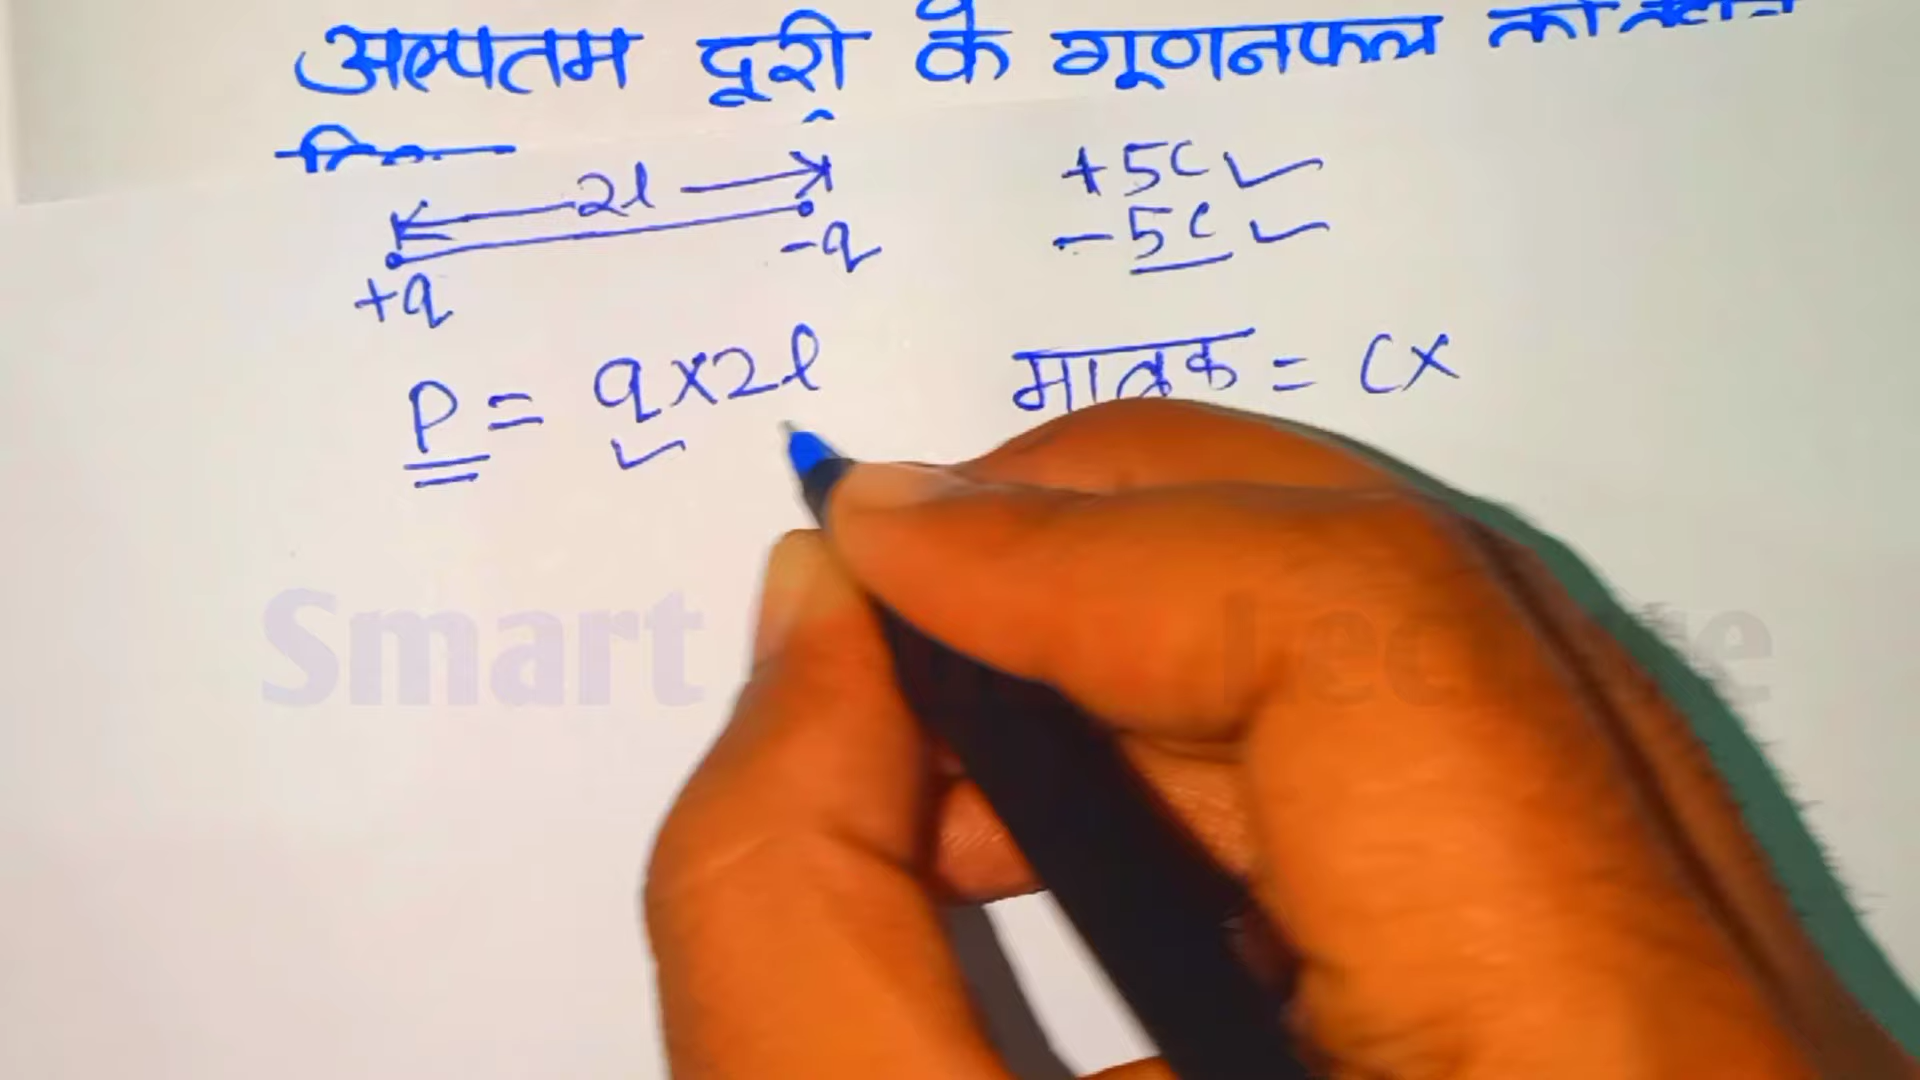 अल्पतम दूरी के गूणनफल को
2l
+5C
-5C
-q
+q
P = q×2l
मात्रक = C×
Smart